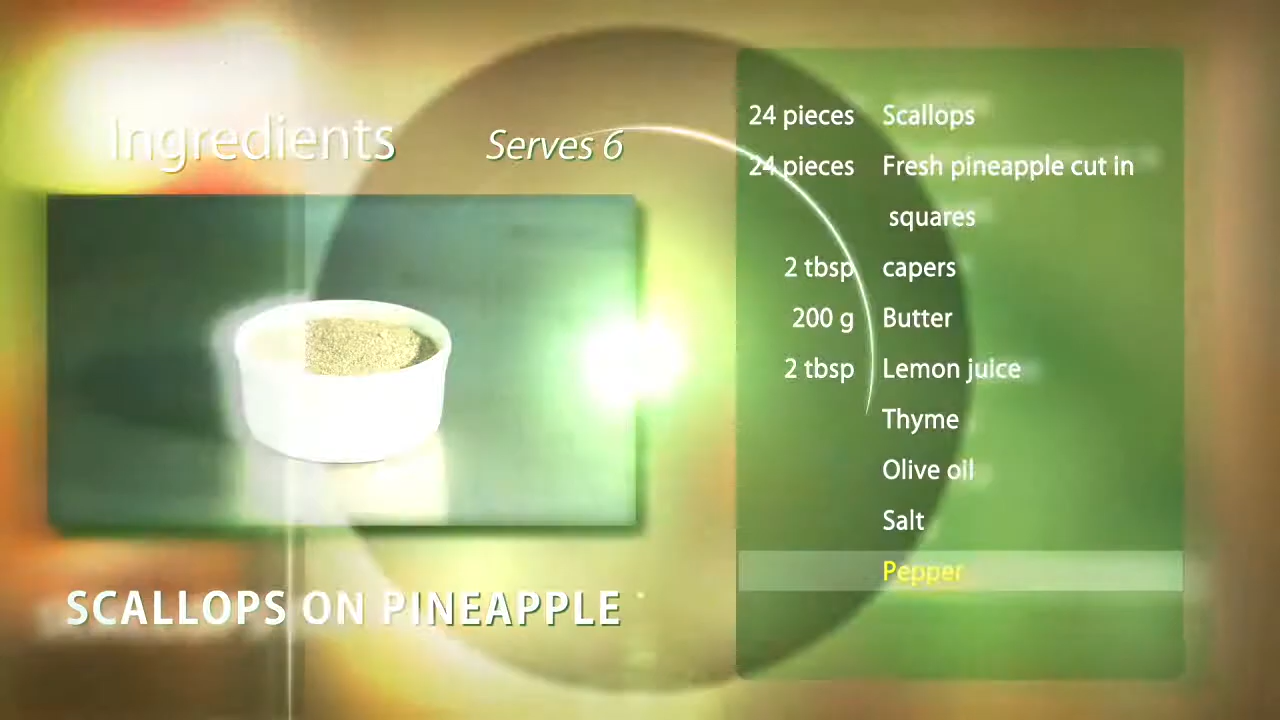 Ingredients
Serves 6
24 pieces Scallops
24 pieces Fresh pineapple cut in
squares
2 tbsp capers
200 g Butter
2 tbsp Lemon juice
Thyme
Olive oil
Salt
Pepper
SCALLOPS ON PINEAPPLE